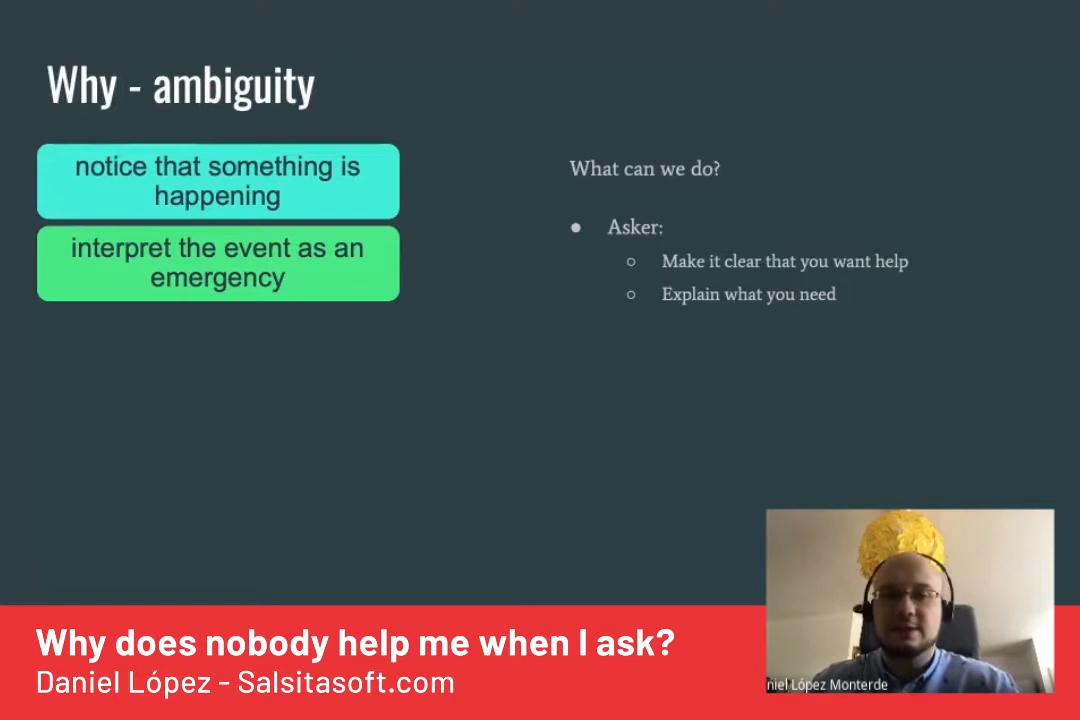 Why - ambiguity
notice that something is
happening
interpret the event as an
emergency
What can we do?
● Asker:
○ Make it clear that you want help
○ Explain what you need
Why does nobody help me when I ask?
Daniel López - Salsitasoft.com
niel López Monterde